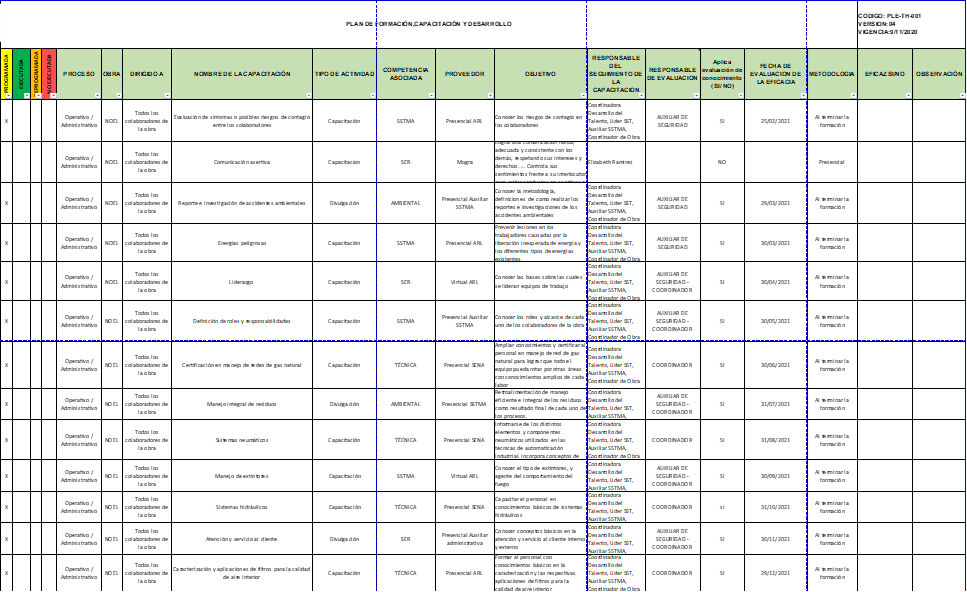 PLAN DE FORMACIÓN,CAPACITACIÓN Y DESARROLLO
CODIGO: PLE-TH-001
VERSION: 04
VIGENCIA:9/11/2020
PROGRAMADA EJECUTADA REPROGRAMADA NO EJECUTADA PROCESO OBRA DIRIGIDO A NOMBRE DE LA CAPACITACIÓN TIPO DE ACTIVIDAD COMPETENCIA ASOCIADA PROVEEDOR OBJETIVO RESPONSABLE DEL SEGUIMIENTO DE LA CAPACITACIÓN RESPONSABLE DE EVALUACION Aplica evaluación de conocimiento (SI/NO) FECHA DE EVALUACION DE LA EFICACIA METODOLOGIA EFICAZ SI/NO OBSERVACIÓN
X Operativo / Administrativo NOEL Todos los colaboradores de la obra Evaluación de síntomas o posibles riesgos de contagio entre los colaboradores Capacitación SSTMA Presencial ARL Conocer los riesgos de contagio en los colaboradores Coordinadora Desarrollo del Talento, Lider SST, Auxiliar SSTMA, Coordinador de Obra AUXILIAR DE SEGURIDAD SI 25/02/2021 Al terminar la formación
Operativo / Administrativo NOEL Todos los colaboradores de la obra Comunicación asertiva Capacitacion SER Mogra adecuada y consistente con los demás, respetando sus intereses y derechos. ... Controla sus sentimientos frente a su interlocutor Elizabeth Ramirez NO Presencial
X Operativo / Administrativo NOEL Todos los colaboradores de la obra Reporte e investigación de accidentes ambientales Divulgación AMBIENTAL Presencial Auxiliar SSTMA Conocer la metodología, definiciones de como realizar los reportes e investigaciones de los accidentes ambientales Coordinadora Desarrollo del Talento, Lider SST, Auxiliar SSTMA, Coordinador de Obra AUXILIAR DE SEGURIDAD SI 29/03/2021 Al terminar la formación
X Operativo / Administrativo NOEL Todos los colaboradores de la obra Energías peligrosas Capacitación SSTMA Presencial ARL Prevenir lesiones en los trabajadores causadas por la liberación inesperada de energía y los diferentes tipos de energías existentes. Coordinadora Desarrollo del Talento, Lider SST, Auxiliar SSTMA, Coordinador de Obra AUXILIAR DE SEGURIDAD SI 30/03/2021 Al terminar la formación
X Operativo / Administrativo NOEL Todos los colaboradores de la obra Liderazgo Capacitación SER Virtual ARL Conocer las bases sobre las cuales se lideran equipos de trabajo Coordinadora Desarrollo del Talento, Lider SST, Auxiliar SSTMA, Coordinador de Obra AUXILIAR DE SEGURIDAD - COORDINADOR SI 30/04/2021 Al terminar la formación
X Operativo / Administrativo NOEL Todos los colaboradores de la obra Definición de roles y responsabilidades Capacitación SSTMA Presencial Auxiliar SSTMA Conocer los roles y alcance de cada uno de los colaboradores de la obra Coordinadora Desarrollo del Talento, Lider SST, Auxiliar SSTMA, Coordinador de Obra AUXILIAR DE SEGURIDAD - COORDINADOR SI 30/05/2021 Al terminar la formación
X Operativo / Administrativo NOEL Todos los colaboradores de la obra Certificación en manejo de redes de gas natural Capacitación TÉCNICA Presencial SENA Ampliar conocimientos y certificar al personal en manejo de red de gas natural para lograr que todo el equipo pueda rotar por otras áreas con conocimientos amplios de cada labor Coordinadora Desarrollo del Talento, Lider SST, Auxiliar SSTMA, Coordinador de Obra COORDINADOR SI 30/06/2021 Al terminar la formación
X Operativo / Administrativo NOEL Todos los colaboradores de la obra Manejo integral de residuos Divulgación AMBIENTAL Presencial SSTMA Retroalimentación de manejo eficiente e integral de los residuos como resultado final de cada uno de los procesos. Coordinadora Desarrollo del Talento, Lider SST, Auxiliar SSTMA, AUXILIAR DE SEGURIDAD - COORDINADOR SI 31/07/2021 Al terminar la formación
X Operativo / Administrativo NOEL Todos los colaboradores de la obra Sistemas neumáticos Capacitación TÉCNICA Presencial SENA Informarse de los distintos elementos y componentes neumáticos utilizados en las técnicas de automatización industrial. Incorpora conceptos de Coordinadora Desarrollo del Talento, Lider SST, Auxiliar SSTMA, Coordinador de Obra COORDINADOR SI 31/08/2021 Al terminar la formación
X Operativo / Administrativo NOEL Todos los colaboradores de la obra Manejo de extintores Capacitación SSTMA Virtual ARL Conocer el tipo de extintores, y agente del comportamiento del fuego Coordinadora Desarrollo del Talento, Lider SST, Auxiliar SSTMA, AUXILIAR DE SEGURIDAD - COORDINADOR SI 30/09/2021 Al terminar la formación
X Operativo / Administrativo NOEL Todos los colaboradores de la obra Sistemas hidráulicos Capacitación TÉCNICA Presencial SENA Capacitar el personal en conocimientos básicos de sistemas hidráulicos Coordinadora Desarrollo del Talento, Lider SST, Auxiliar SSTMA, COORDINADOR si 31/10/2021 Al terminar la formación
X Operativo / Administrativo NOEL Todos los colaboradores de la obra Atención y servicio al cliente Divulgación SER Presencial Auxiliar administrativa Conocer conceptos básicos en la atención y servicio al cliente interno y externo Coordinadora Desarrollo del Talento, Lider SST, Auxiliar SSTMA, AUXILIAR DE SEGURIDAD - COORDINADOR SI 30/11/2021 Al terminar la formación
X Operativo / Administrativo NOEL Todos los colaboradores de la obra Caracterización y aplicaciones de filtros para la calidad de aire interior Capacitación TÉCNICA Presencial ARL Formar al personal con conocimientos básicos en la caracterización y las respectivas aplicaciones de filtros para la calidad de aire interior Coordinadora Desarrollo del Talento, Lider SST, Auxiliar SSTMA, Coordinador de Obra COORDINADOR SI 29/12/2021 Al terminar la formación